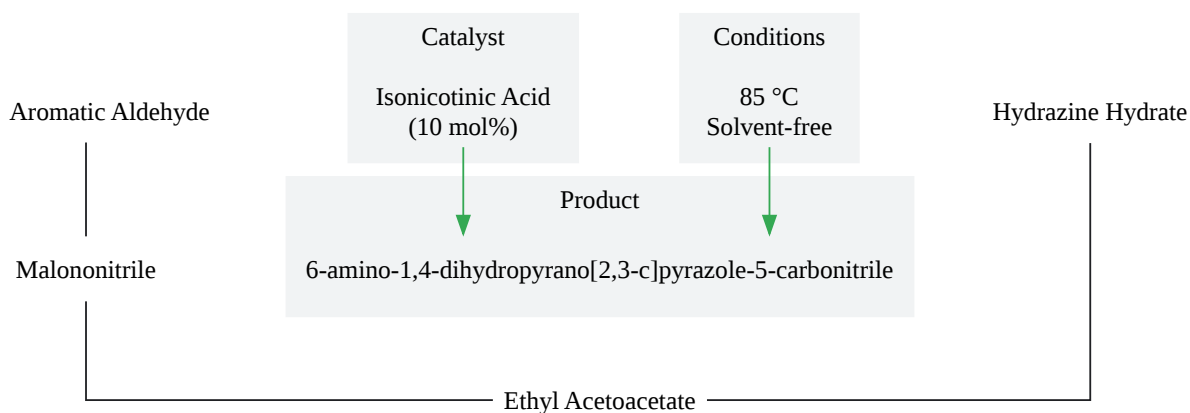 Catalyst
Conditions
Isonicotinic Acid
(10 mol%)
85 °C
Solvent-free
Aromatic Aldehyde
Hydrazine Hydrate
Product
Malononitrile
6-amino-1,4-dihydropyrano[2,3-c]pyrazole-5-carbonitrile
Ethyl Acetoacetate